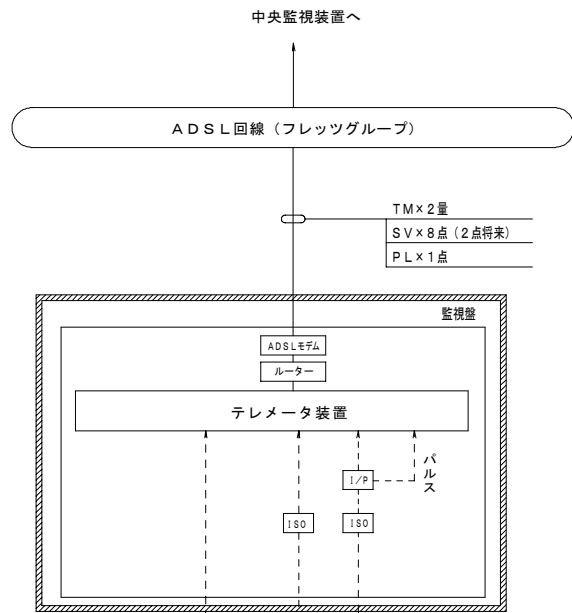 中央監視装置へ
ADSL回線（フレッツグループ）
TM×2量
SV×8点（2点将来）
PL×1点
監視盤
ADSLモデム
ルーター
テレメータ装置
パルス
I/P
ISO
ISO